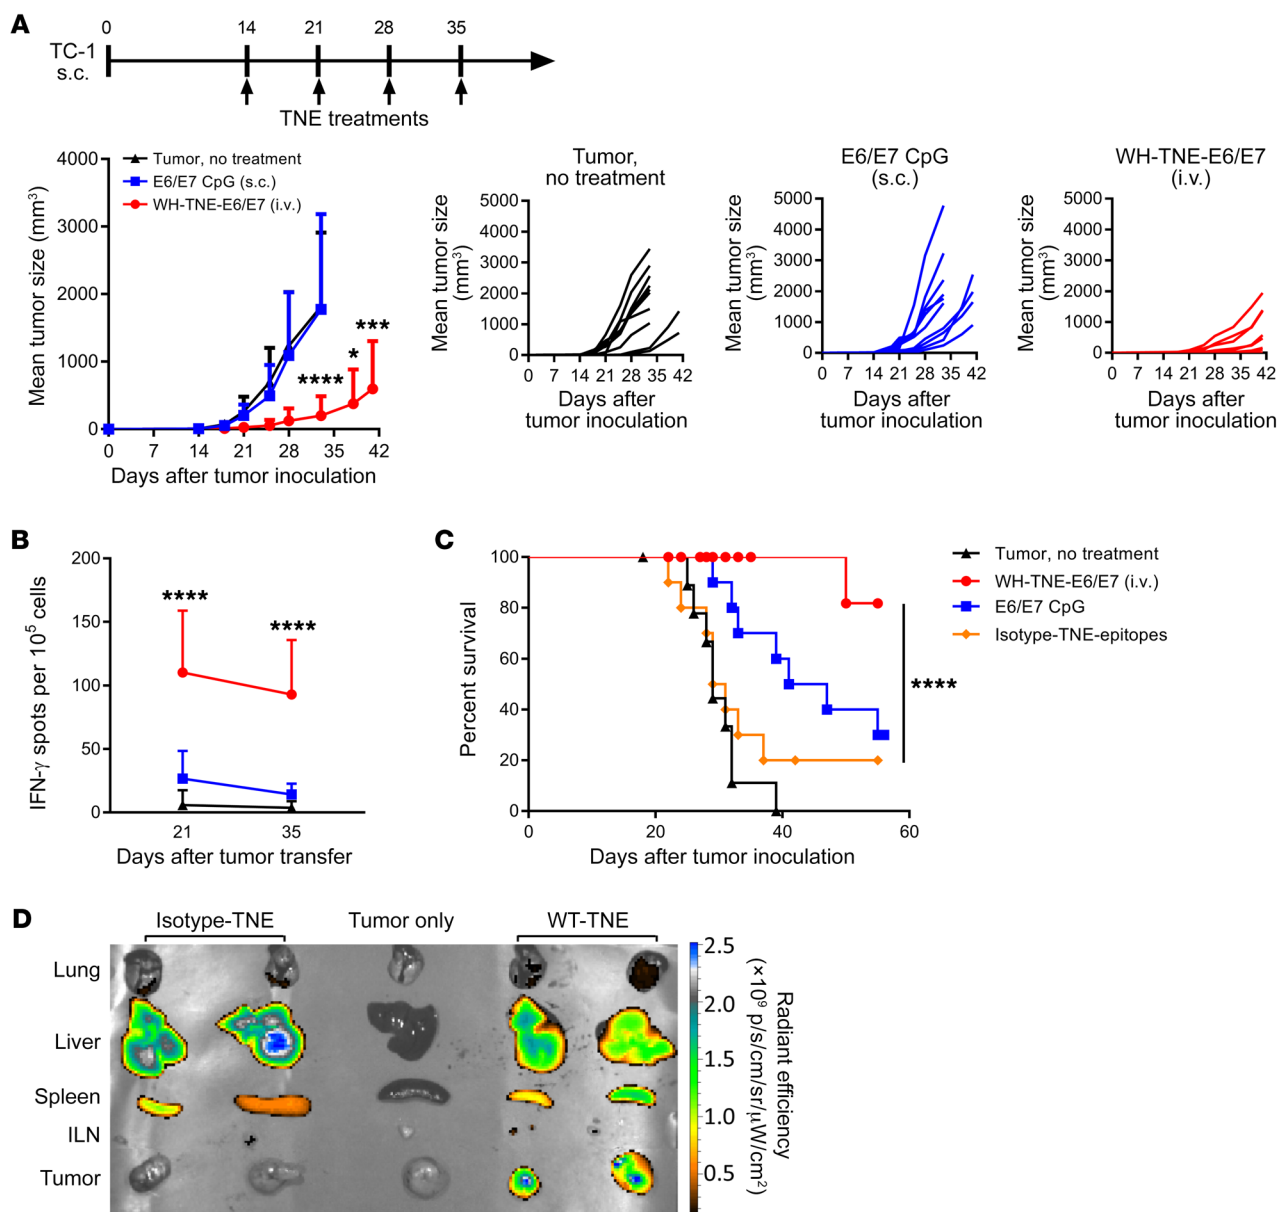 A
0 14 21 28 35
TC-1
s.c.
TNE treatments
Tumor, no treatment
E6/E7 CpG (s.c.)
WH-TNE-E6/E7 (i.v.)
Mean tumor size (mm³)
4000
3000
2000
1000
0
**** * ***
0 7 14 21 28 35 42
Days after tumor inoculation
Tumor,
no treatment
Mean tumor size
(mm³)
5000
4000
3000
2000
1000
0
0 7 14 21 28 35 42
Days after
tumor inoculation
E6/E7 CpG
(s.c.)
Mean tumor size
(mm³)
5000
4000
3000
2000
1000
0
0 7 14 21 28 35 42
Days after
tumor inoculation
WH-TNE-E6/E7
(i.v.)
Mean tumor size
(mm³)
5000
4000
3000
2000
1000
0
0 7 14 21 28 35 42
Days after
tumor inoculation
B
IFN-γ spots per 10⁵ cells
200
150
100
50
0
****
****
21 35
Days after tumor transfer
C
Percent survival
100
80
60
40
20
0
0 20 40 60
Days after tumor inoculation
Tumor, no treatment
WH-TNE-E6/E7 (i.v.)
E6/E7 CpG
Isotype-TNE-epitopes
****
D
Isotype-TNE Tumor only WT-TNE
Lung
Liver
Spleen
ILN
Tumor
2.5
2.0
1.5
1.0
0.5
Radiant efficiency
(×10⁹ p/s/cm/sr/µW/cm²)